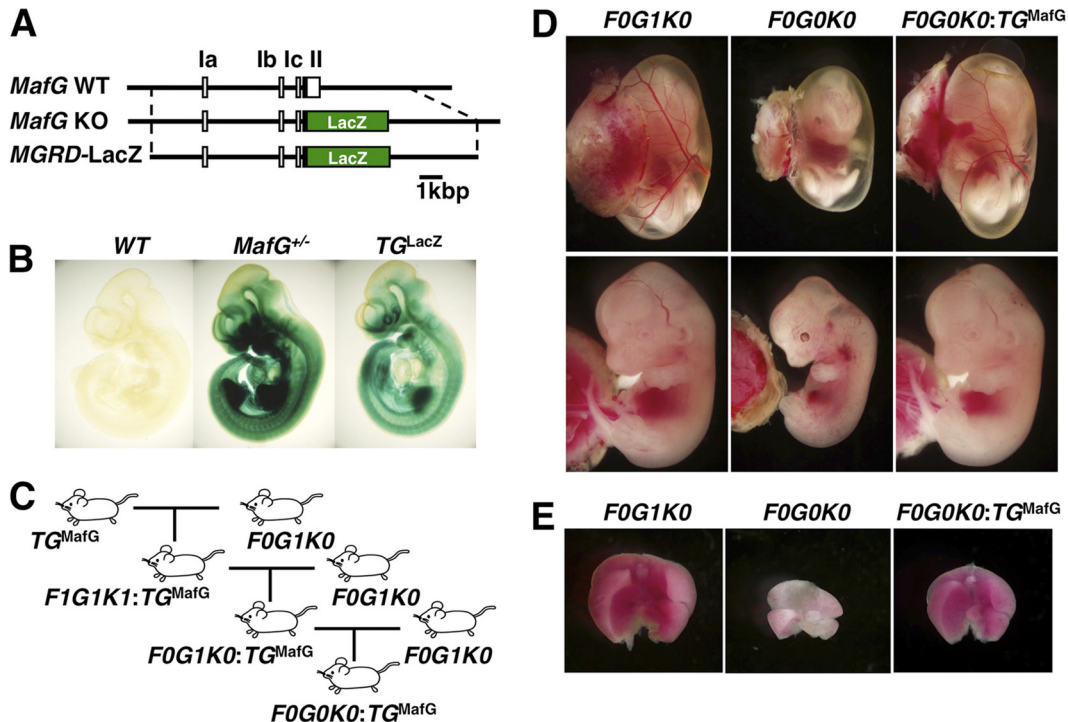 A
Ia Ib Ic II
MafG WT
MafG KO
LacZ
MGRD-LacZ
LacZ
1kbp
B
WT MafG+/- TGLacZ
C
TGMafG
F0G1K0
F1G1K1:TGMafG
F0G1K0
F0G1K0:TGMafG
F0G1K0
F0G0K0:TGMafG
D
F0G1K0 F0G0K0 F0G0K0:TGMafG
E
F0G1K0 F0G0K0 F0G0K0:TGMafG